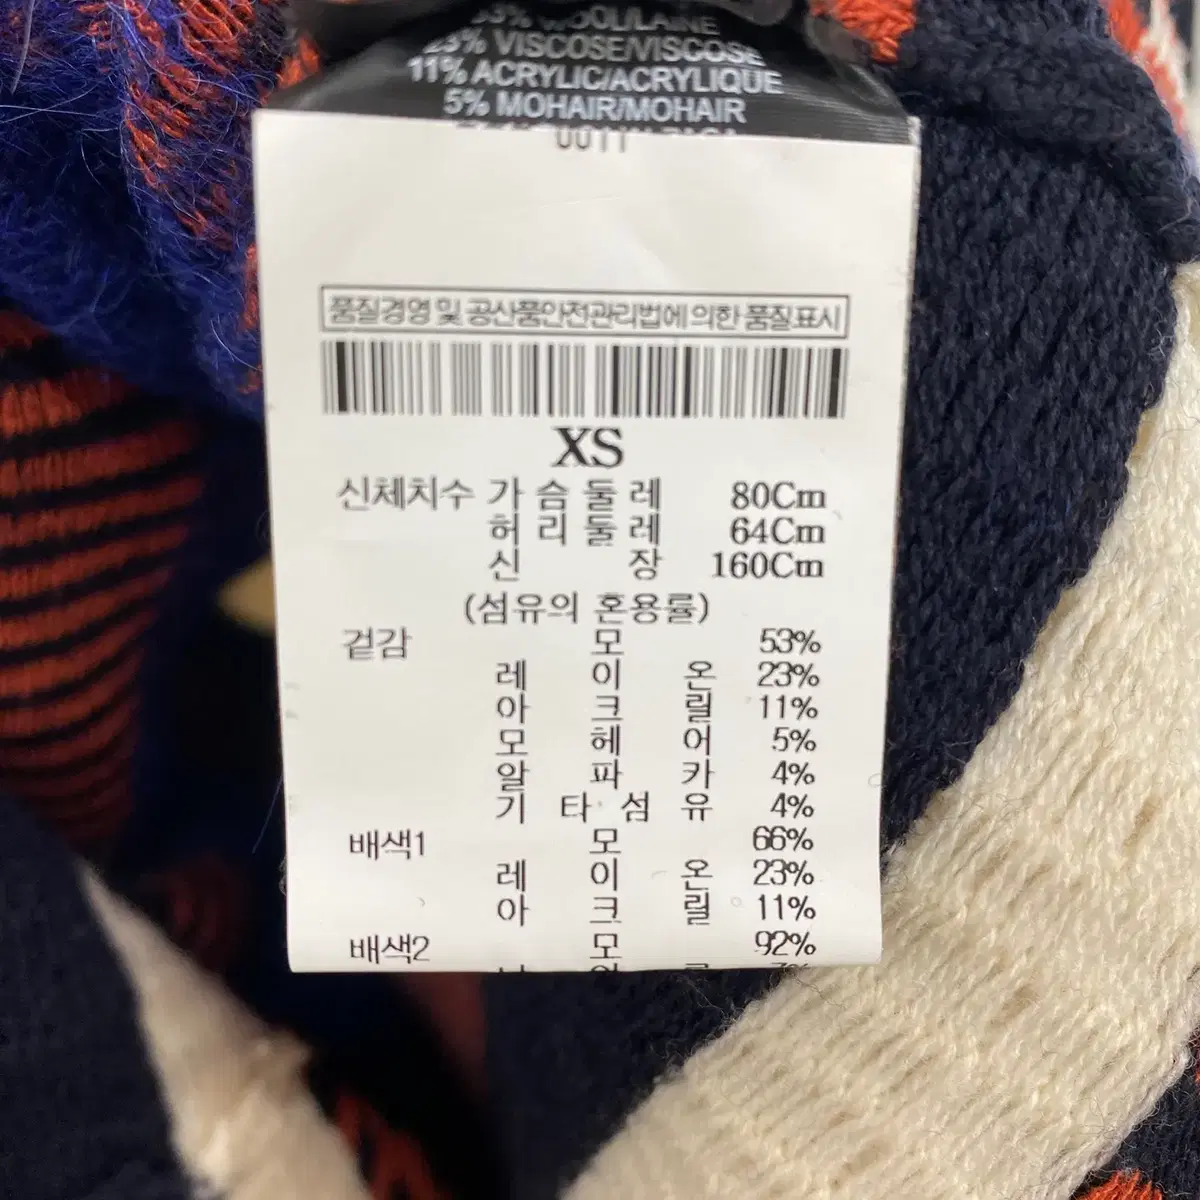 WOOL/LAINE
23% VISCOSE/VISCOSE
11% ACRYLIC/ACRYLIQUE
5% MOHAIR/MOHAIR
품질경영 및 공산품안전관리법에 의한 품질표시
XS
신체치수 가 슴 둘 레 80Cm
허 리 둘 레 64Cm
신 장 160Cm
(섬유의 혼용률)
겉감 모 53%
레 이 온 23%
아 크 릴 11%
모 헤 어 5%
알 파 카 4%
기 타 섬 유 4%
배색1 모 66%
레 이 온 23%
아 크 릴 11%
배색2 모 92%